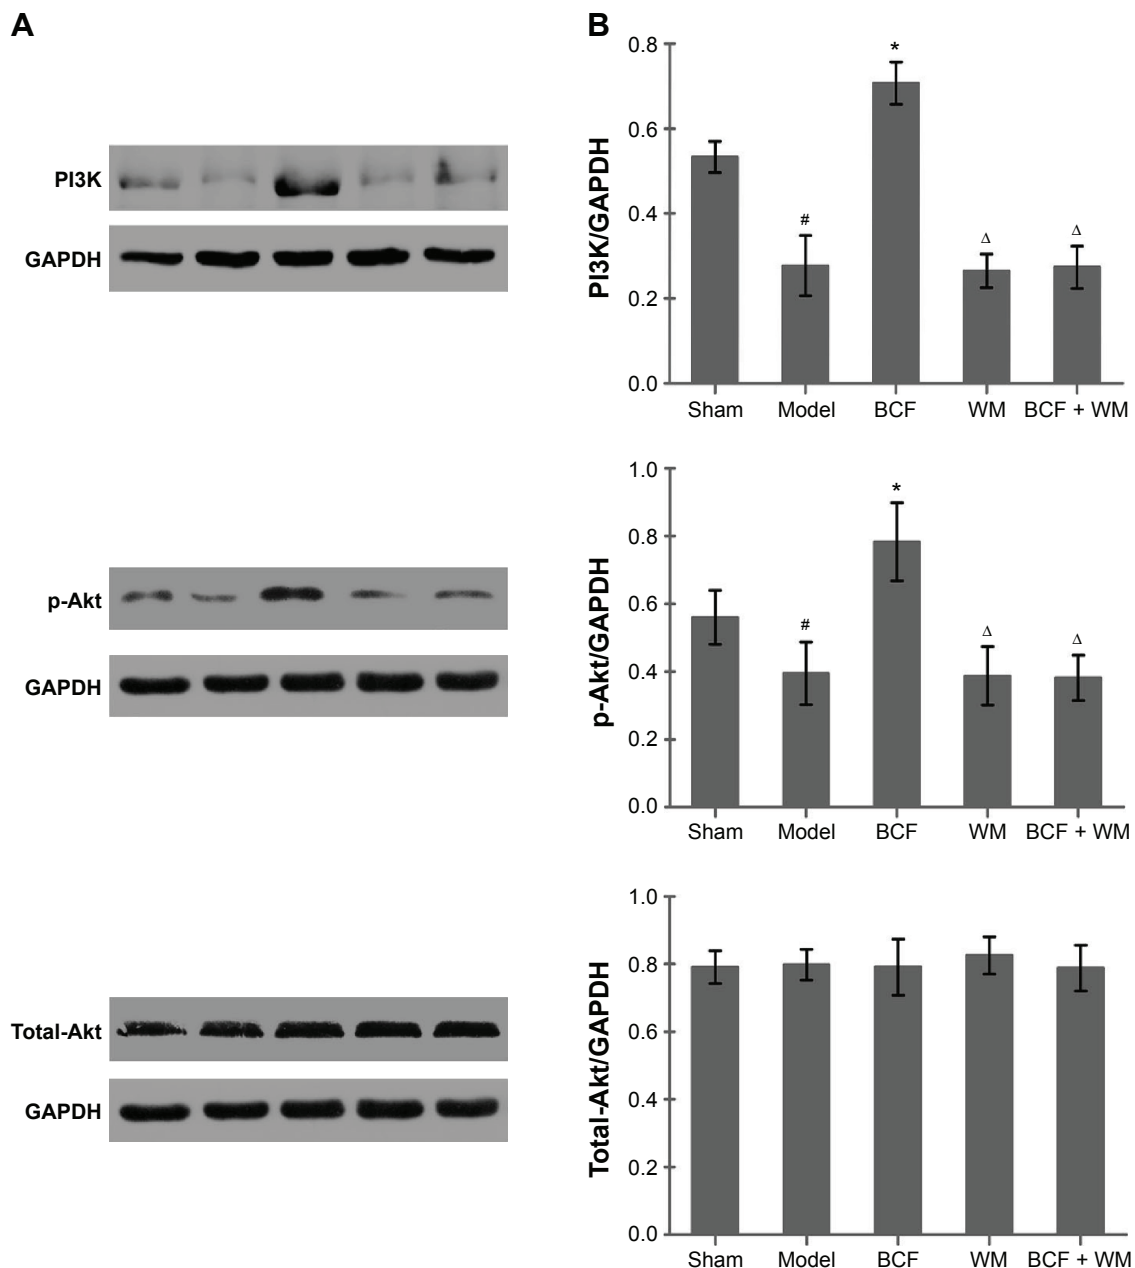 A
PI3K
GAPDH
p-Akt
GAPDH
Total-Akt
GAPDH
B
PI3K/GAPDH
0.8
0.6
0.4
0.2
0.0
#
*
Δ
Δ
Sham Model BCF WM BCF + WM
p-Akt/GAPDH
1.0
0.8
0.6
0.4
0.2
0.0
#
*
Δ
Δ
Sham Model BCF WM BCF + WM
Total-Akt/GAPDH
1.0
0.8
0.6
0.4
0.2
0.0
Sham Model BCF WM BCF + WM